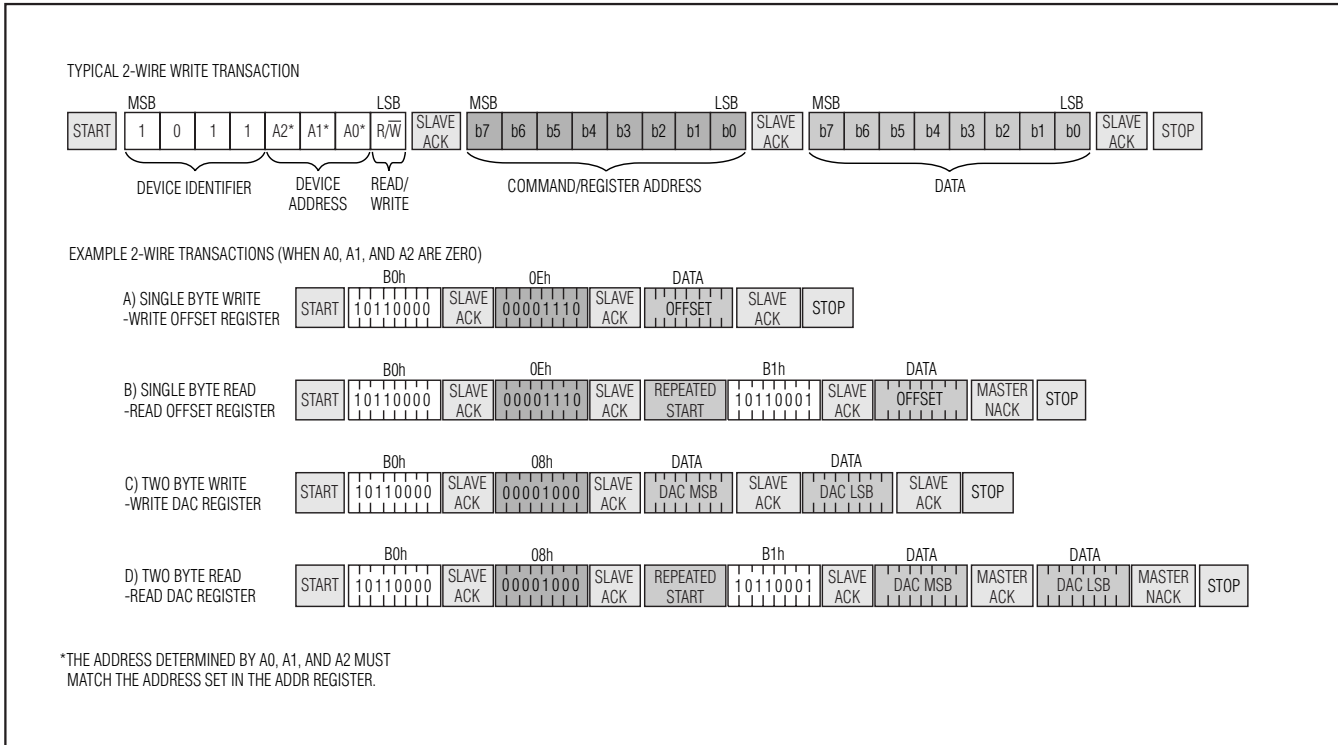 TYPICAL 2-WIRE WRITE TRANSACTION
MSB LSB MSB LSB MSB LSB
START 1 0 1 1 A2* A1* A0* R/W̅ SLAVE ACK b7 b6 b5 b4 b3 b2 b1 b0 SLAVE ACK b7 b6 b5 b4 b3 b2 b1 b0 SLAVE ACK STOP
DEVICE IDENTIFIER DEVICE ADDRESS READ/WRITE COMMAND/REGISTER ADDRESS DATA
EXAMPLE 2-WIRE TRANSACTIONS (WHEN A0, A1, AND A2 ARE ZERO)
B0h 0Eh DATA
A) SINGLE BYTE WRITE
-WRITE OFFSET REGISTER
START 10110000 SLAVE ACK 00001110 SLAVE ACK OFFSET SLAVE ACK STOP
B0h 0Eh B1h DATA
B) SINGLE BYTE READ
-READ OFFSET REGISTER
START 10110000 SLAVE ACK 00001110 SLAVE ACK REPEATED START 10110001 SLAVE ACK OFFSET MASTER NACK STOP
B0h 08h DATA DATA
C) TWO BYTE WRITE
-WRITE DAC REGISTER
START 10110000 SLAVE ACK 00001000 SLAVE ACK DAC MSB SLAVE ACK DAC LSB SLAVE ACK STOP
B0h 08h B1h DATA DATA
D) TWO BYTE READ
-READ DAC REGISTER
START 10110000 SLAVE ACK 00001000 SLAVE ACK REPEATED START 10110001 SLAVE ACK DAC MSB MASTER ACK DAC LSB MASTER NACK STOP
*THE ADDRESS DETERMINED BY A0, A1, AND A2 MUST
MATCH THE ADDRESS SET IN THE ADDR REGISTER.